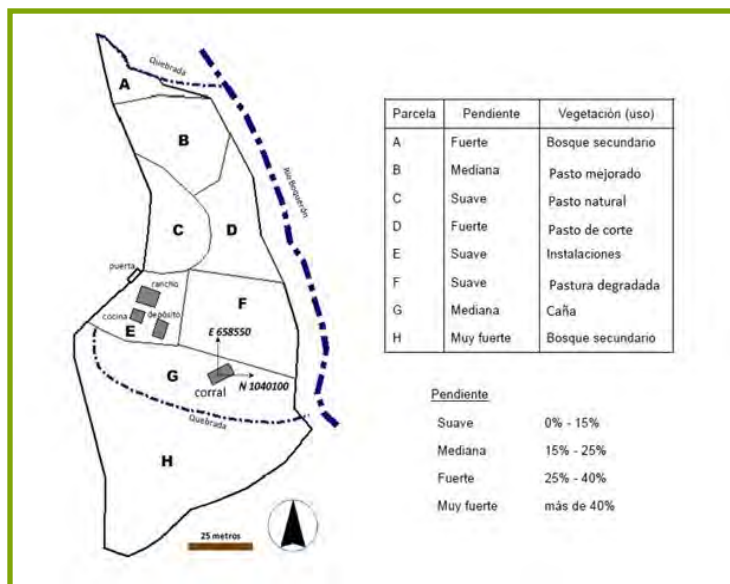 Quebrada
A
B
Río Boquerón
C
D
puerta
rancho
F
cocina
depósito
E
E 658550
G
N 1040100
corral
Quebrada
H
25 metros
Parcela Pendiente Vegetación (uso)
A Fuerte Bosque secundario
B Mediana Pasto mejorado
C Suave Pasto natural
D Fuerte Pasto de corte
E Suave Instalaciones
F Suave Pastura degradada
G Mediana Caña
H Muy fuerte Bosque secundario
Pendiente
Suave 0% - 15%
Mediana 15% - 25%
Fuerte 25% - 40%
Muy fuerte más de 40%